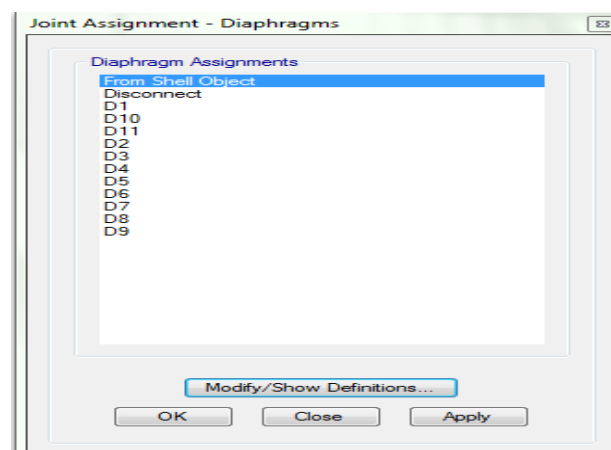 Joint Assignment - Diaphragms
Diaphragm Assignments
From Shell Object
Disconnect
D1
D10
D11
D2
D3
D4
D5
D6
D7
D8
D9
Modify/Show Definitions...
OK Close Apply